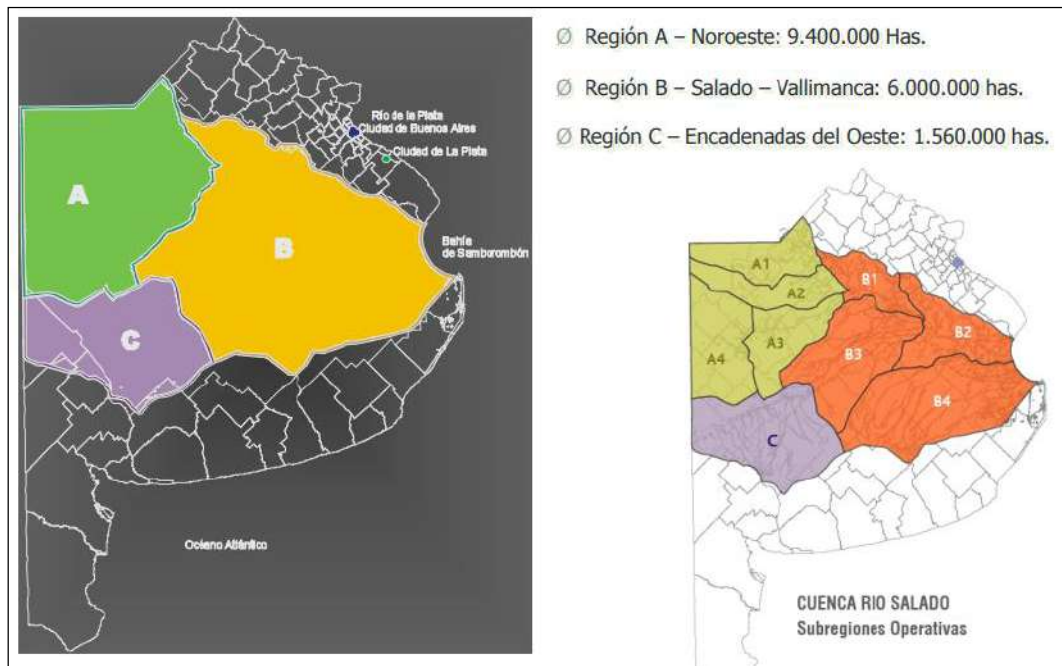 A
B
C
Río de la Plata
Ciudad de Buenos Aires
Ciudad de La Plata
Bahía
de Samborombón
Océano Atlántico
Ø Región A – Noroeste: 9.400.000 Has.
Ø Región B – Salado – Vallimanca: 6.000.000 has.
Ø Región C – Encadenadas del Oeste: 1.560.000 has.
A1
A2
A3
A4
B1
B2
B3
B4
C
CUENCA RIO SALADO
Subregiones Operativas